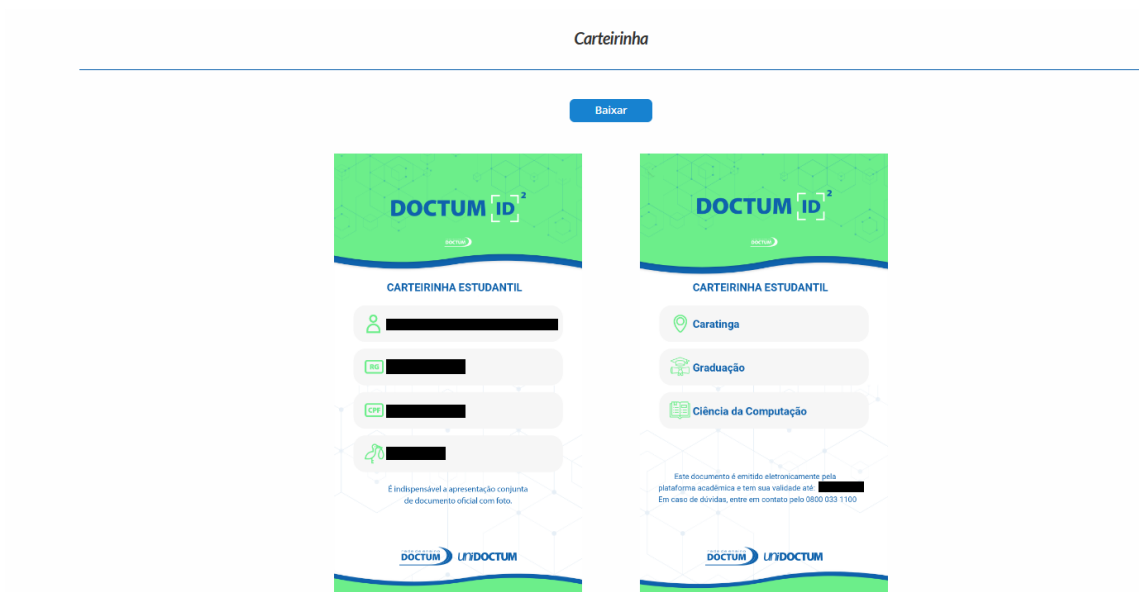 Carteirinha
Baixar
DOCTUM ID²
DOCTUM
CARTEIRINHA ESTUDANTIL
RG
CPF
É indispensável a apresentação conjunta
de documento oficial com foto.
DOCTUM UniDOCTUM
DOCTUM ID²
DOCTUM
CARTEIRINHA ESTUDANTIL
Caratinga
Graduação
Ciência da Computação
Este documento é emitido eletronicamente pela
plataforma acadêmica e tem sua validade até:
Em caso de dúvidas, entre em contato pelo 0800 033 1100
DOCTUM UniDOCTUM